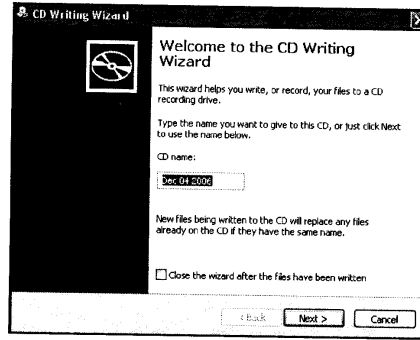 CD Writing Wizard
Welcome to the CD Writing
Wizard
This wizard helps you write, or record, your files to a CD
recording drive.
Type the name you want to give to this CD, or just click Next
to use the name below.
CD name:
Dec 04 2006
New files being written to the CD will replace any files
already on the CD if they have the same name.
Close the wizard after the files have been written
< Back Next > Cancel